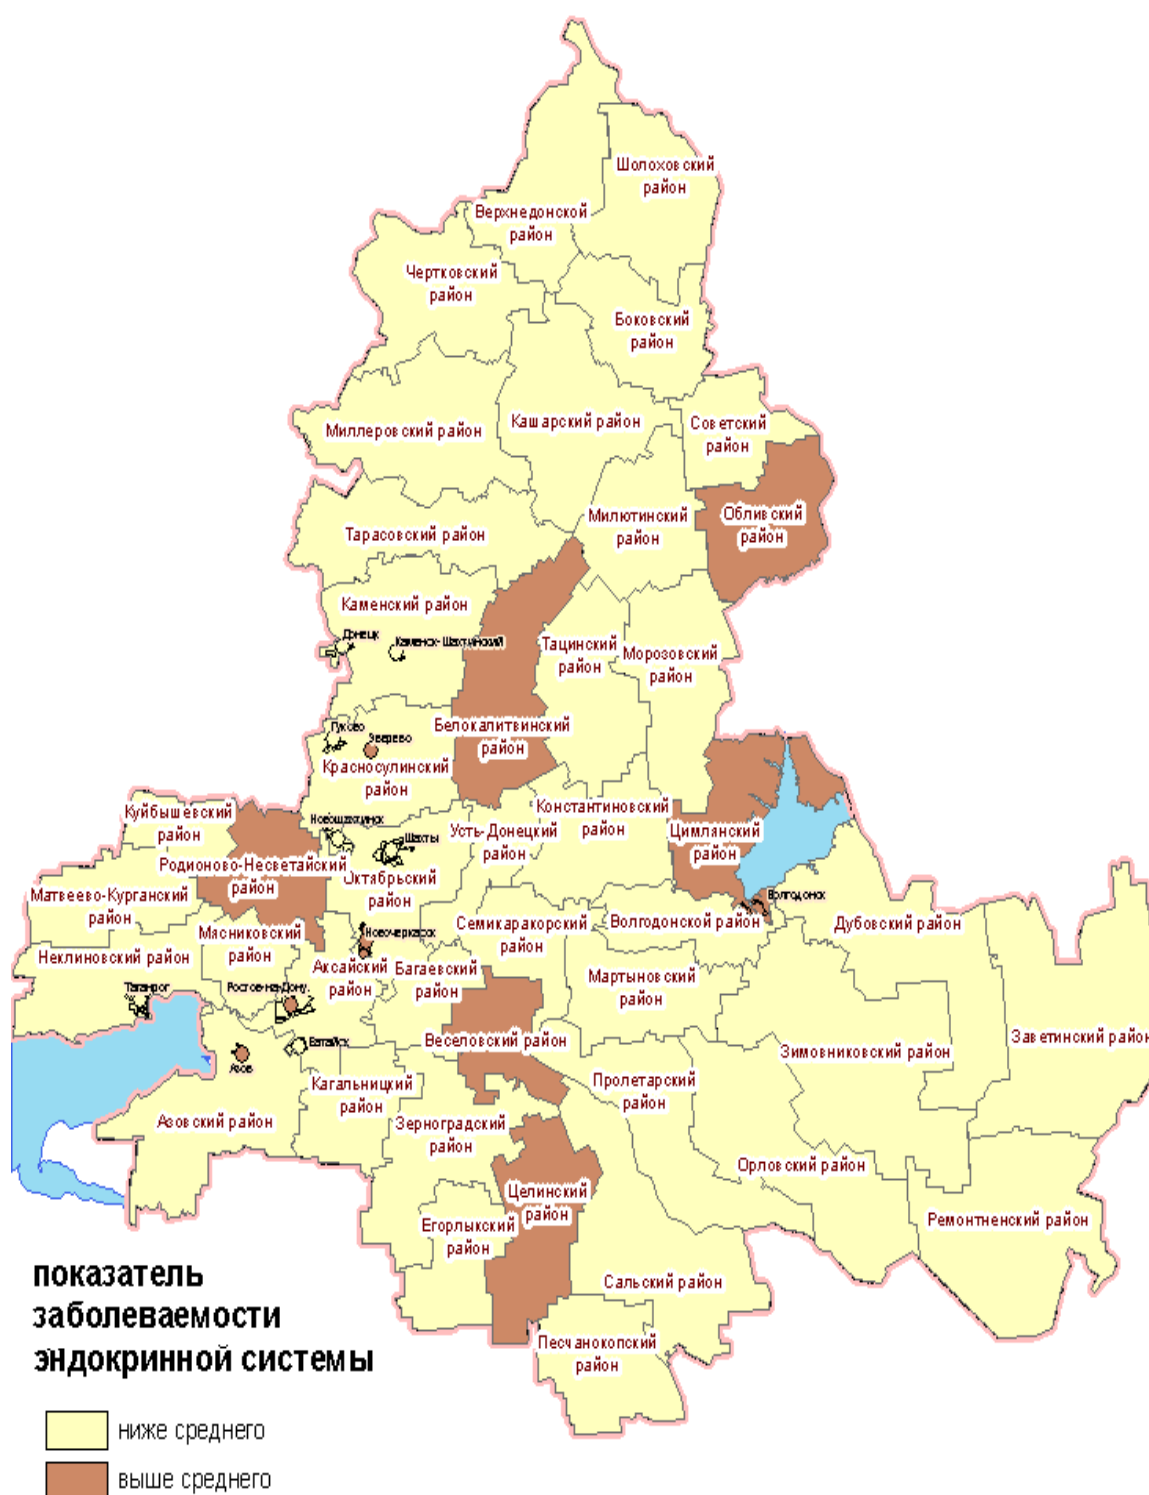 Шолоховский
район
Верхнедонской
район
Чертковский
район
Боковский
район
Миллеровский район
Кашарский район
Советский
район
Обливский
район
Милютинский
район
Тарасовский район
Каменский район
Донецк
Каменск-Шахтинский
Тацинский
район
Морозовский
район
Белокалитвинский
район
Гуково
Зверево
Красносулинский
район
Куйбышевский
район
Новошахтинск
Шахты
Усть-Донецкий
район
Константиновский
район
Цимлянский
район
Родионово-Несветайский
район
Октябрьский
район
Матвеево-Курганский
район
Волгодонск
Мясниковский
район
Новочеркасск
Семикаракорский
район
Волгодонской район
Дубовский район
Неклиновский район
Аксайский
район
Багаевский
район
Мартыновский
район
Таганрог
Ростов-на-Дону.
Веселовский район
Батайск
Азов
Зимовниковский район
Заветинский район
Кагальницкий
район
Пролетарский
район
Азовский район
Зерноградский
район
Орловский район
Целинский
район
Егорлыкский
район
Ремонтненский район
Сальский район
Песчанокопский
район
показатель
заболеваемости
эндокринной системы
ниже среднего
выше среднего